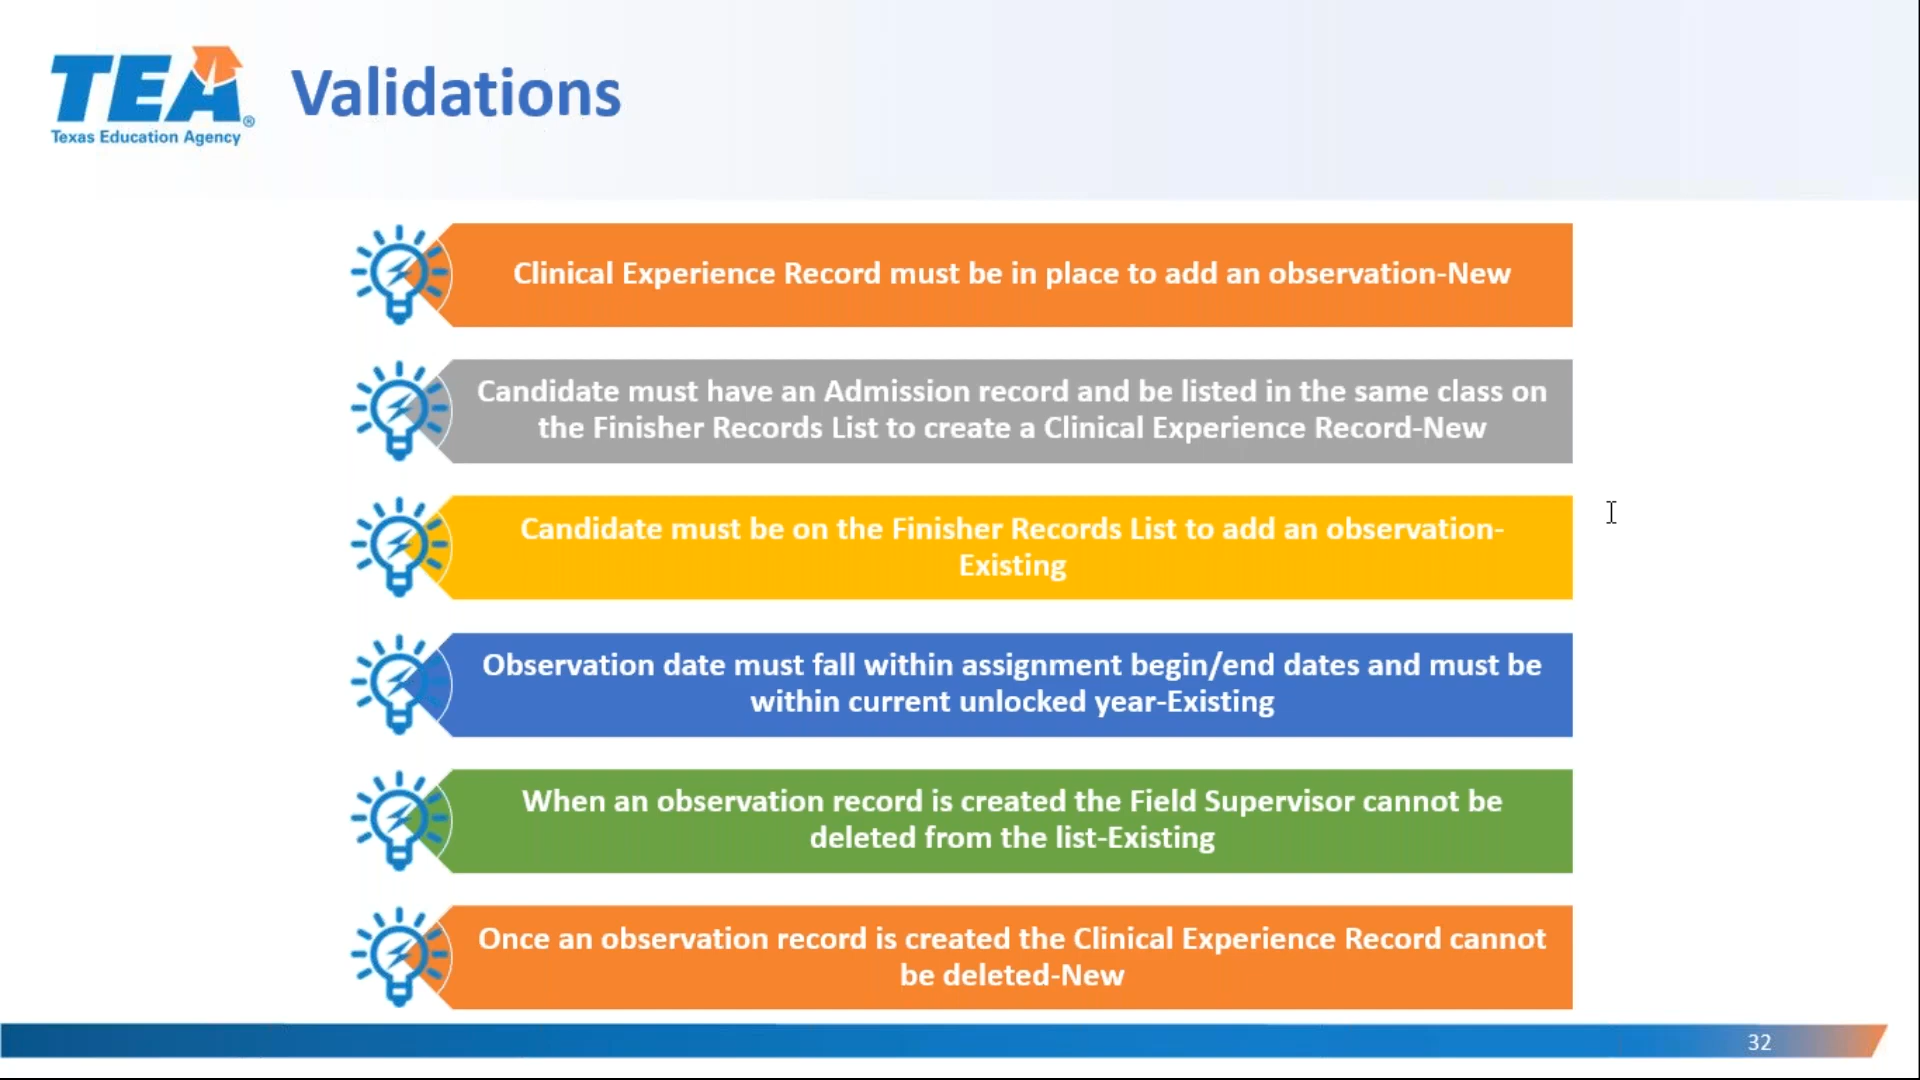 TEA®
Texas Education Agency
Validations
Clinical Experience Record must be in place to add an observation-New
Candidate must have an Admission record and be listed in the same class on
the Finisher Records List to create a Clinical Experience Record-New
Candidate must be on the Finisher Records List to add an observation-
Existing
Observation date must fall within assignment begin/end dates and must be
within current unlocked year-Existing
When an observation record is created the Field Supervisor cannot be
deleted from the list-Existing
Once an observation record is created the Clinical Experience Record cannot
be deleted-New
32